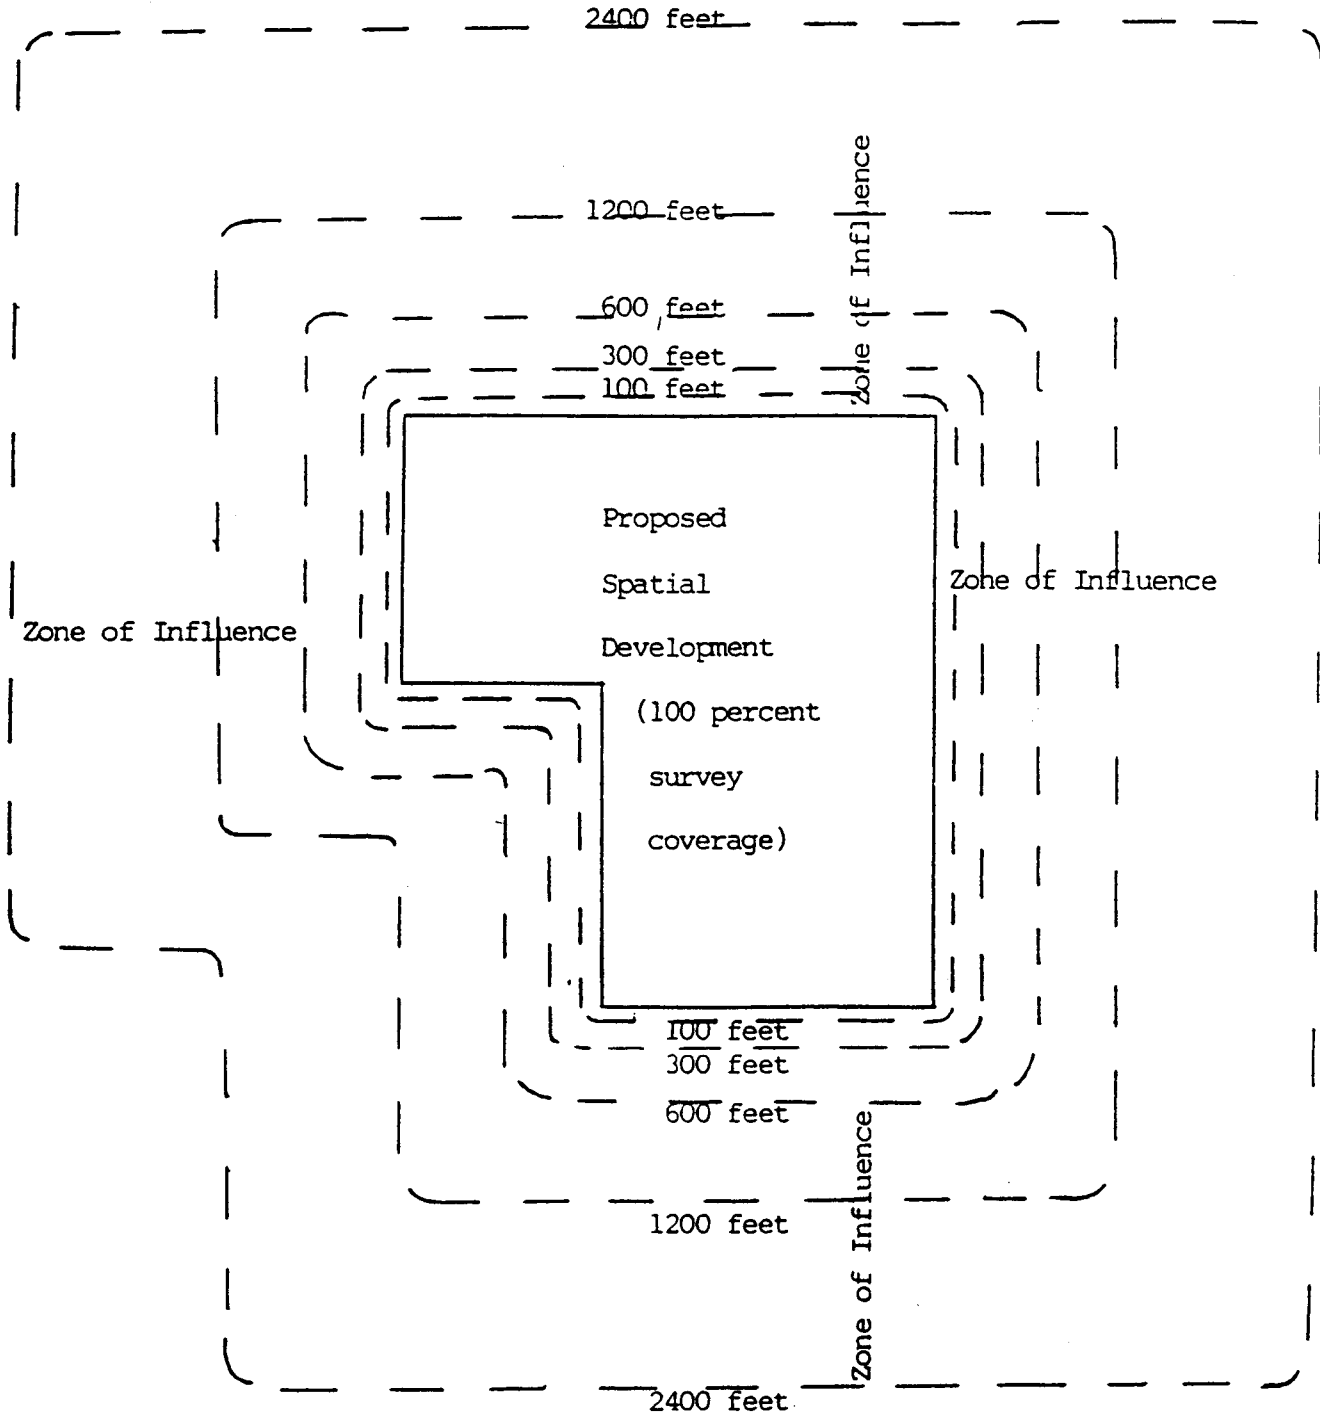 2400 feet
1200 feet
600 feet
300 feet
100 feet
Zone of Influence
Proposed
Spatial
Development
(100 percent
survey
coverage)
Zone of Influence
Zone of Influence
100 feet
300 feet
600 feet
1200 feet
Zone of Influence
2400 feet